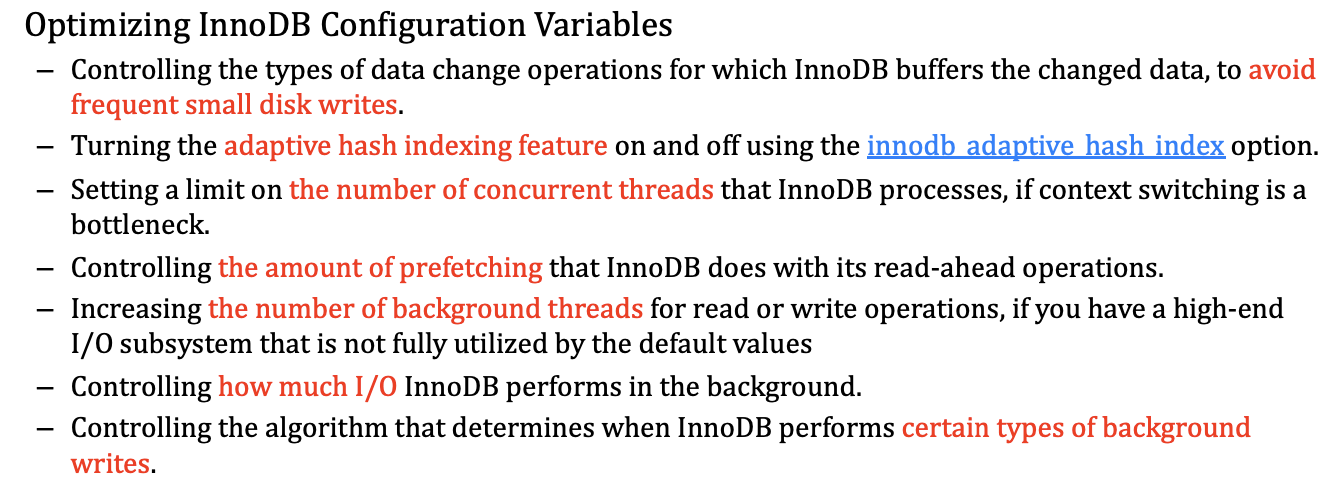 Optimizing InnoDB Configuration Variables
– Controlling the types of data change operations for which InnoDB buffers the changed data, to avoid
frequent small disk writes.
– Turning the adaptive hash indexing feature on and off using the innodb_adaptive_hash_index option.
– Setting a limit on the number of concurrent threads that InnoDB processes, if context switching is a
bottleneck.
– Controlling the amount of prefetching that InnoDB does with its read-ahead operations.
– Increasing the number of background threads for read or write operations, if you have a high-end
I/O subsystem that is not fully utilized by the default values
– Controlling how much I/O InnoDB performs in the background.
– Controlling the algorithm that determines when InnoDB performs certain types of background
writes.